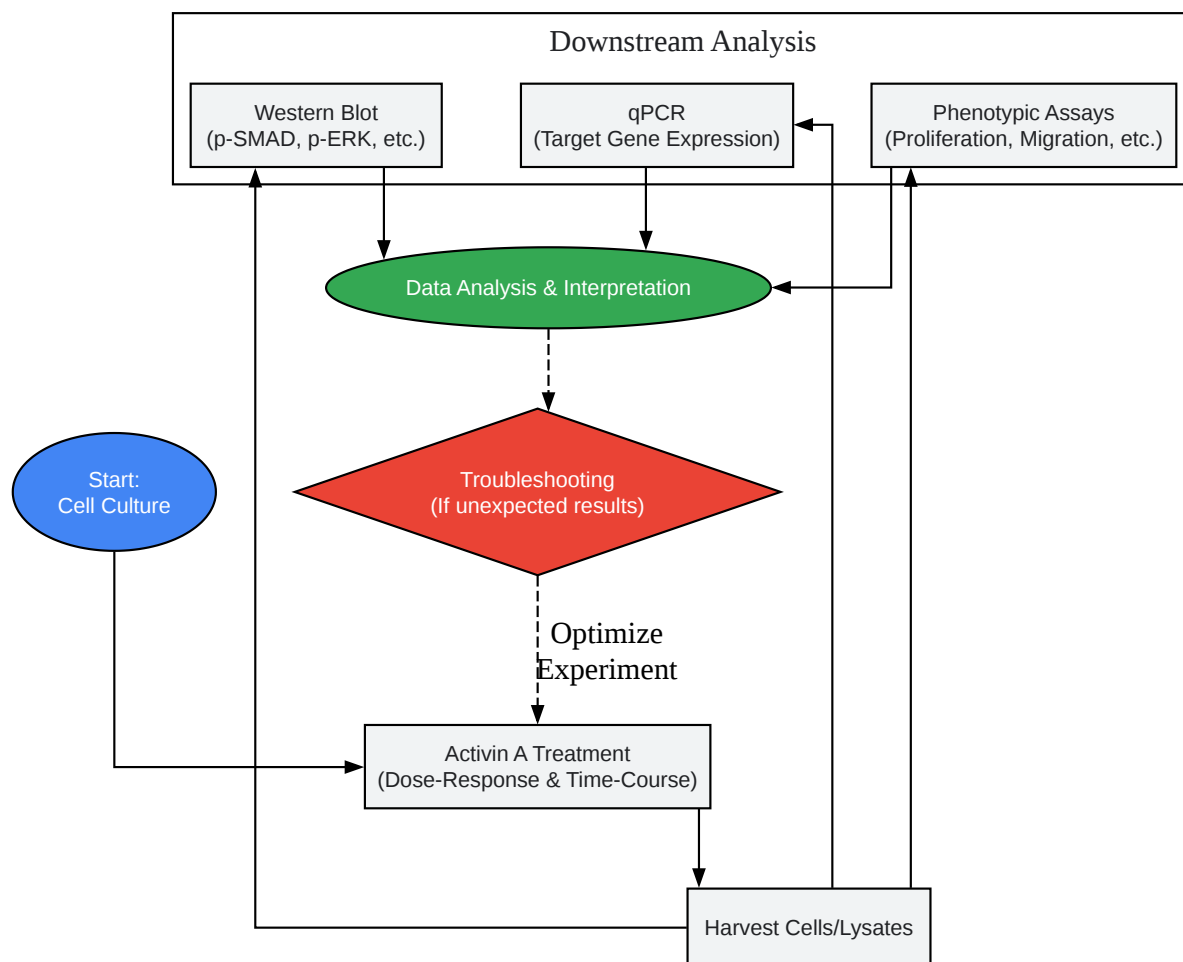 Downstream Analysis
Western Blot
(p-SMAD, p-ERK, etc.)
qPCR
(Target Gene Expression)
Phenotypic Assays
(Proliferation, Migration, etc.)
Data Analysis & Interpretation
Start:
Cell Culture
Troubleshooting
(If unexpected results)
Optimize
Experiment
Activin A Treatment
(Dose-Response & Time-Course)
Harvest Cells/Lysates